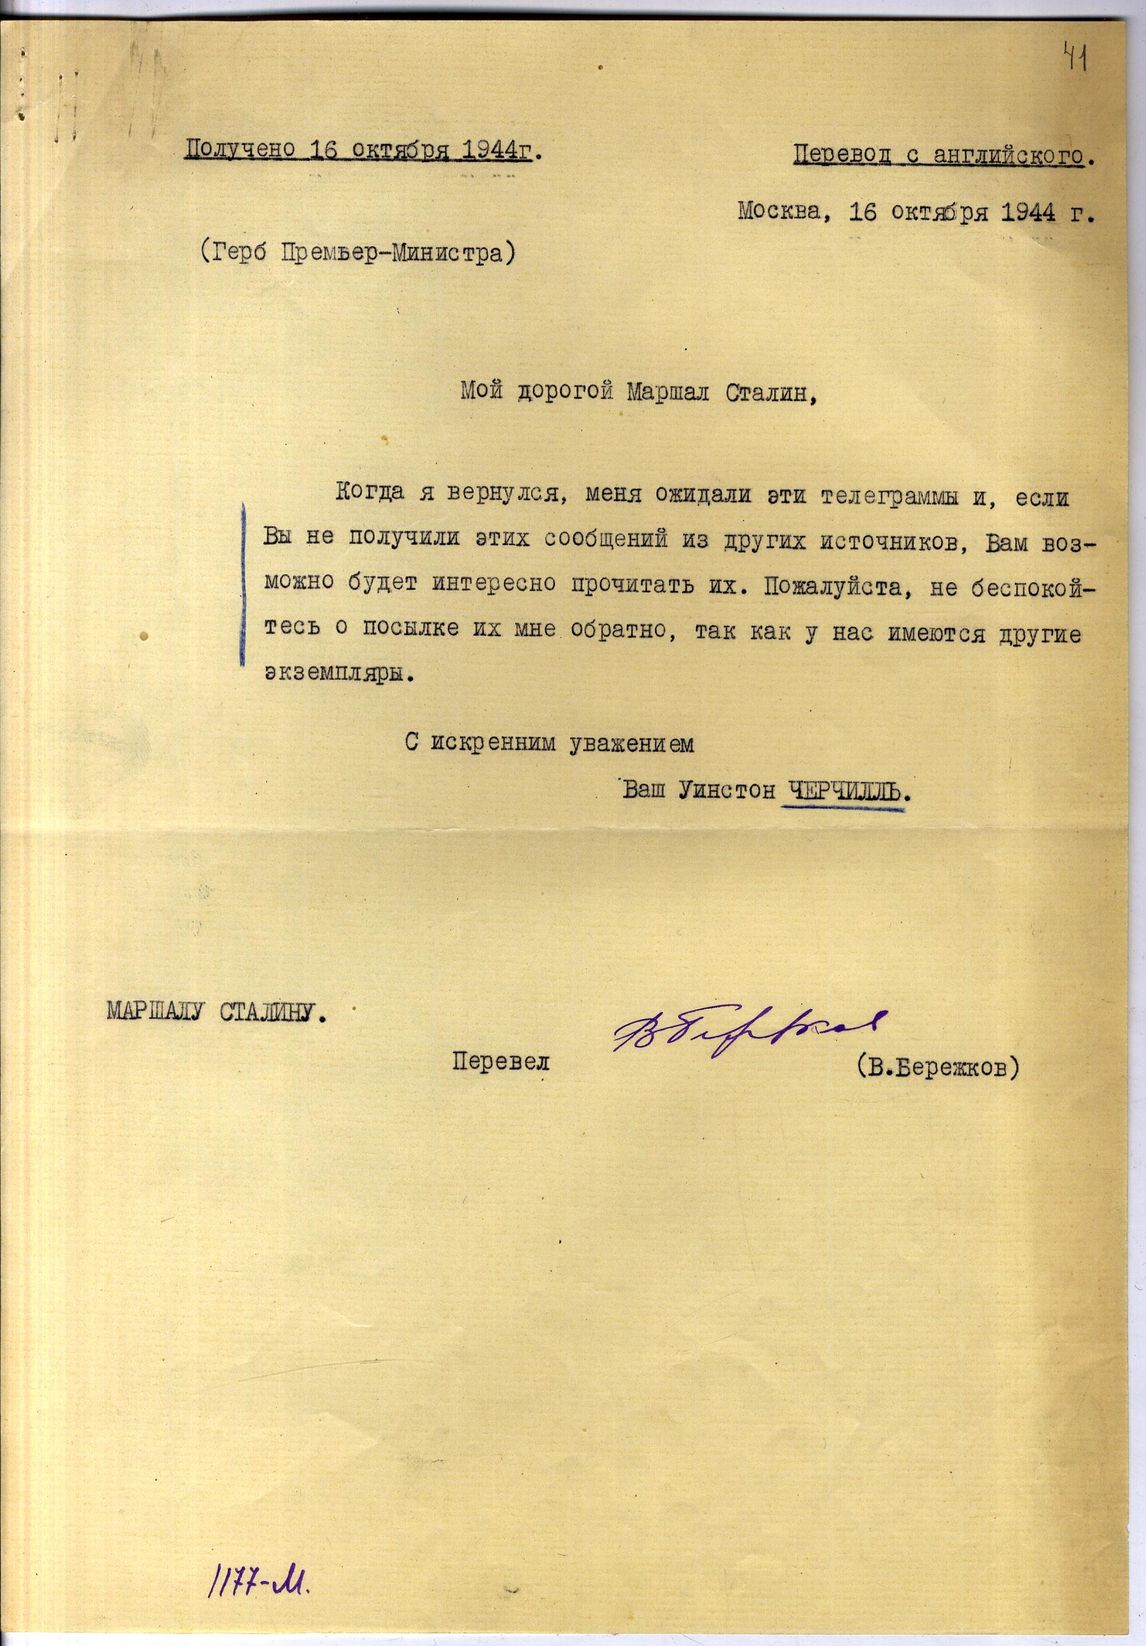 41
Получено 16 октября 1944г.
Перевод с английского.
Москва, 16 октября 1944 г.
(Герб Премьер-Министра)
Мой дорогой Маршал Сталин,
Когда я вернулся, меня ожидали эти телеграммы и, если
Вы не получили этих сообщений из других источников, Вам воз-
можно будет интересно прочитать их. Пожалуйста, не беспокой-
тесь о посылке их мне обратно, так как у нас имеются другие
экземпляры.
С искренним уважением
Ваш Уинстон ЧЕРЧИЛЛЬ.
МАРШАЛУ СТАЛИНУ.
В Бережков
Перевел (В.Бережков)
1177-М.